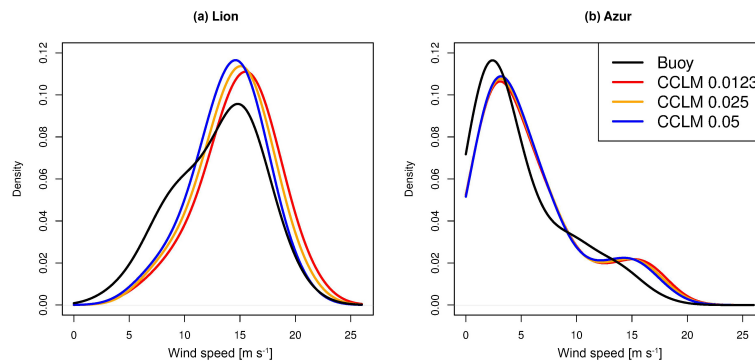 (a) Lion
(b) Azur
0.12
0.10
0.08
0.06
0.04
0.02
0.00
Density
0
5
10
15
20
25
Wind speed [m s⁻¹]
0.12
0.10
0.08
0.06
0.04
0.02
0.00
Density
0
5
10
15
20
25
Wind speed [m s⁻¹]
Buoy
CCLM 0.0123
CCLM 0.025
CCLM 0.05